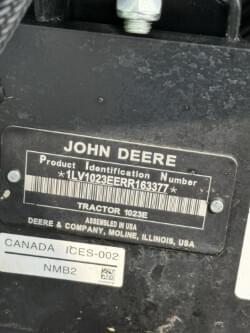 JOHN DEERE
Product Identification Number
*1LV1023EERR163377*
TRACTOR 1023E
ASSEMBLED IN USA
DEERE & COMPANY, MOLINE, ILLINOIS, USA
CANADA ICES-002
NMB2